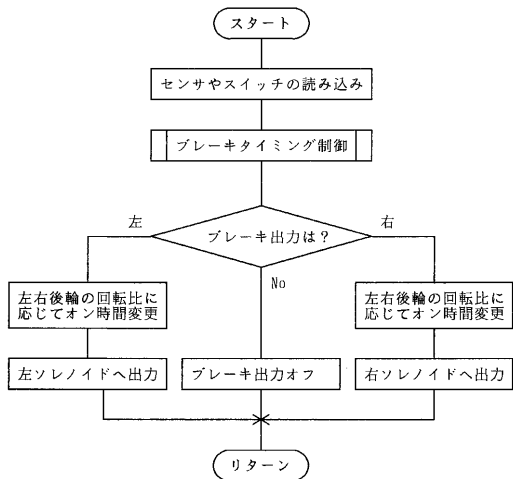 スタート
センサやスイッチの読み込み
ブレーキタイミング制御
左
ブレーキ出力は？
右
No
左右後輪の回転比に
応じてオン時間変更
左右後輪の回転比に
応じてオン時間変更
左ソレノイドへ出力
ブレーキ出力オフ
右ソレノイドへ出力
リターン